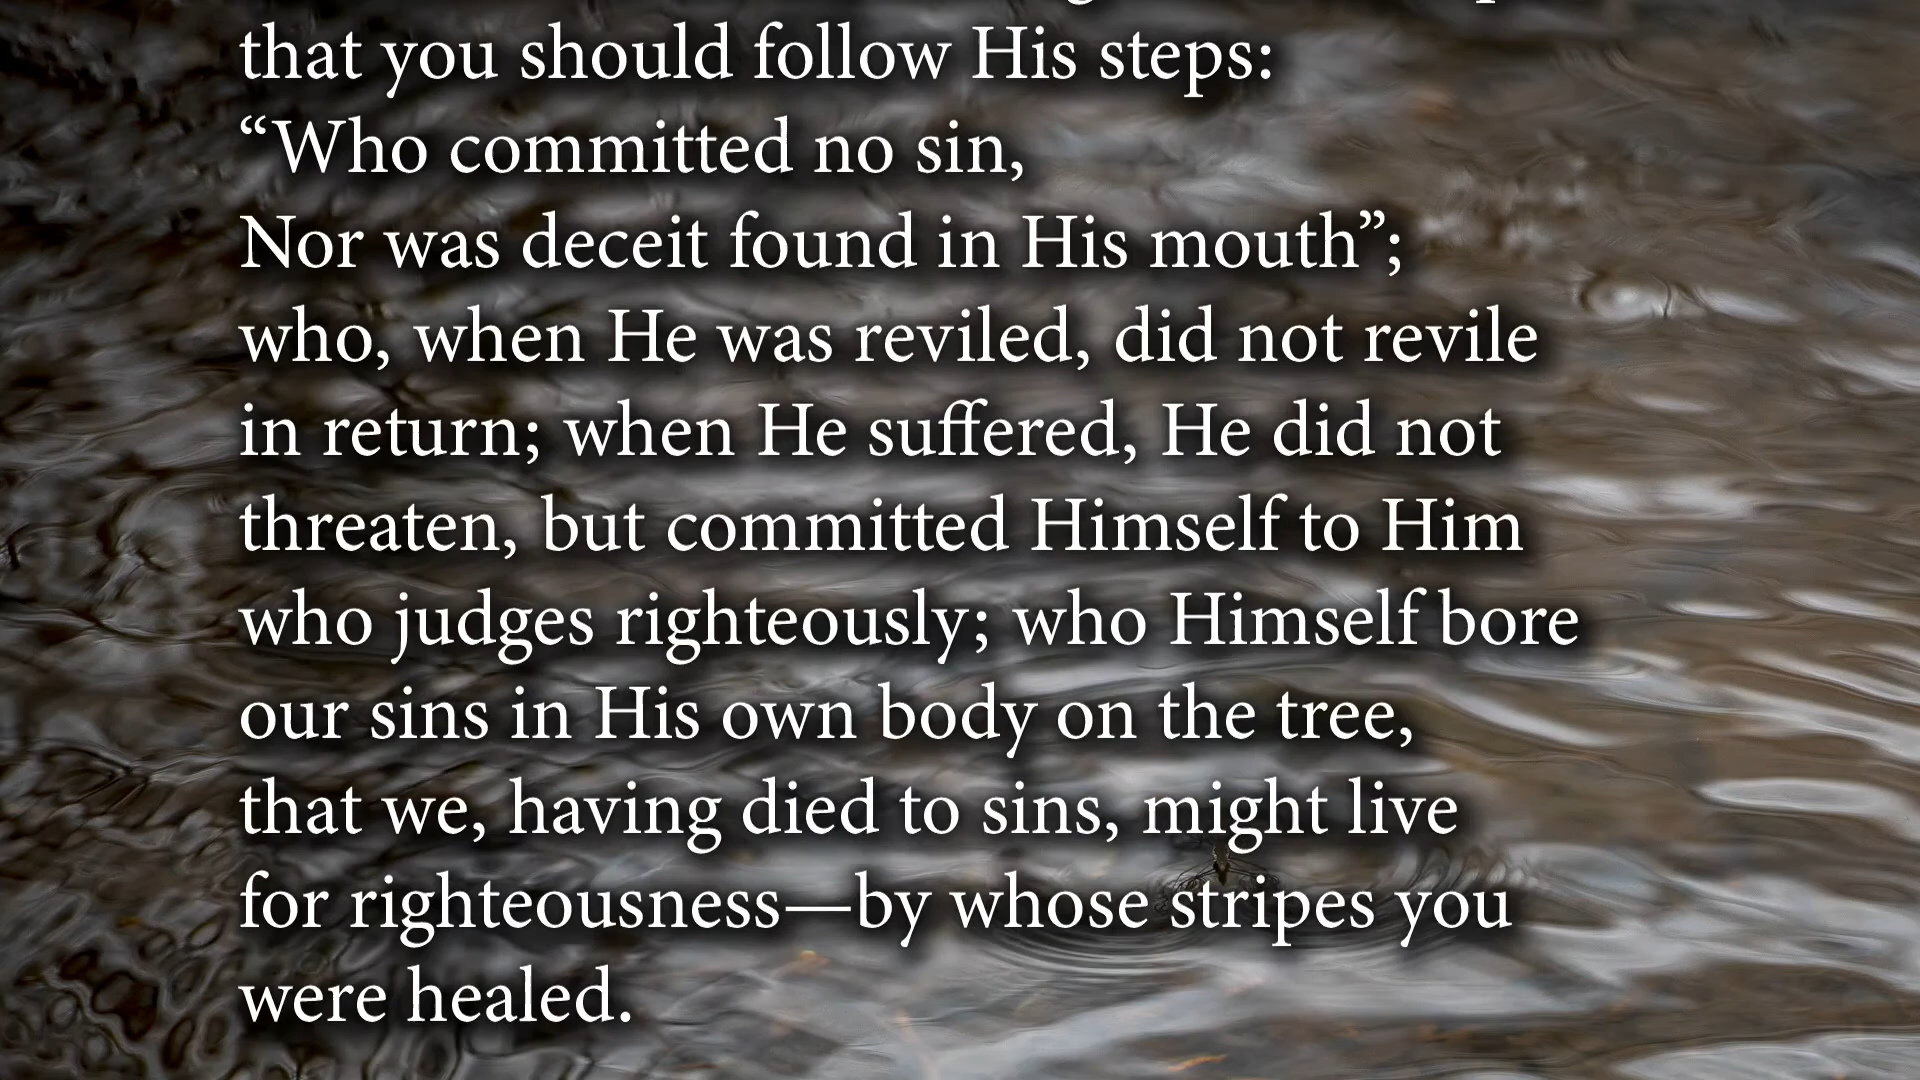 that you should follow His steps:
“Who committed no sin,
Nor was deceit found in His mouth”;
who, when He was reviled, did not revile
in return; when He suffered, He did not
threaten, but committed Himself to Him
who judges righteously; who Himself bore
our sins in His own body on the tree,
that we, having died to sins, might live
for righteousness—by whose stripes you
were healed.